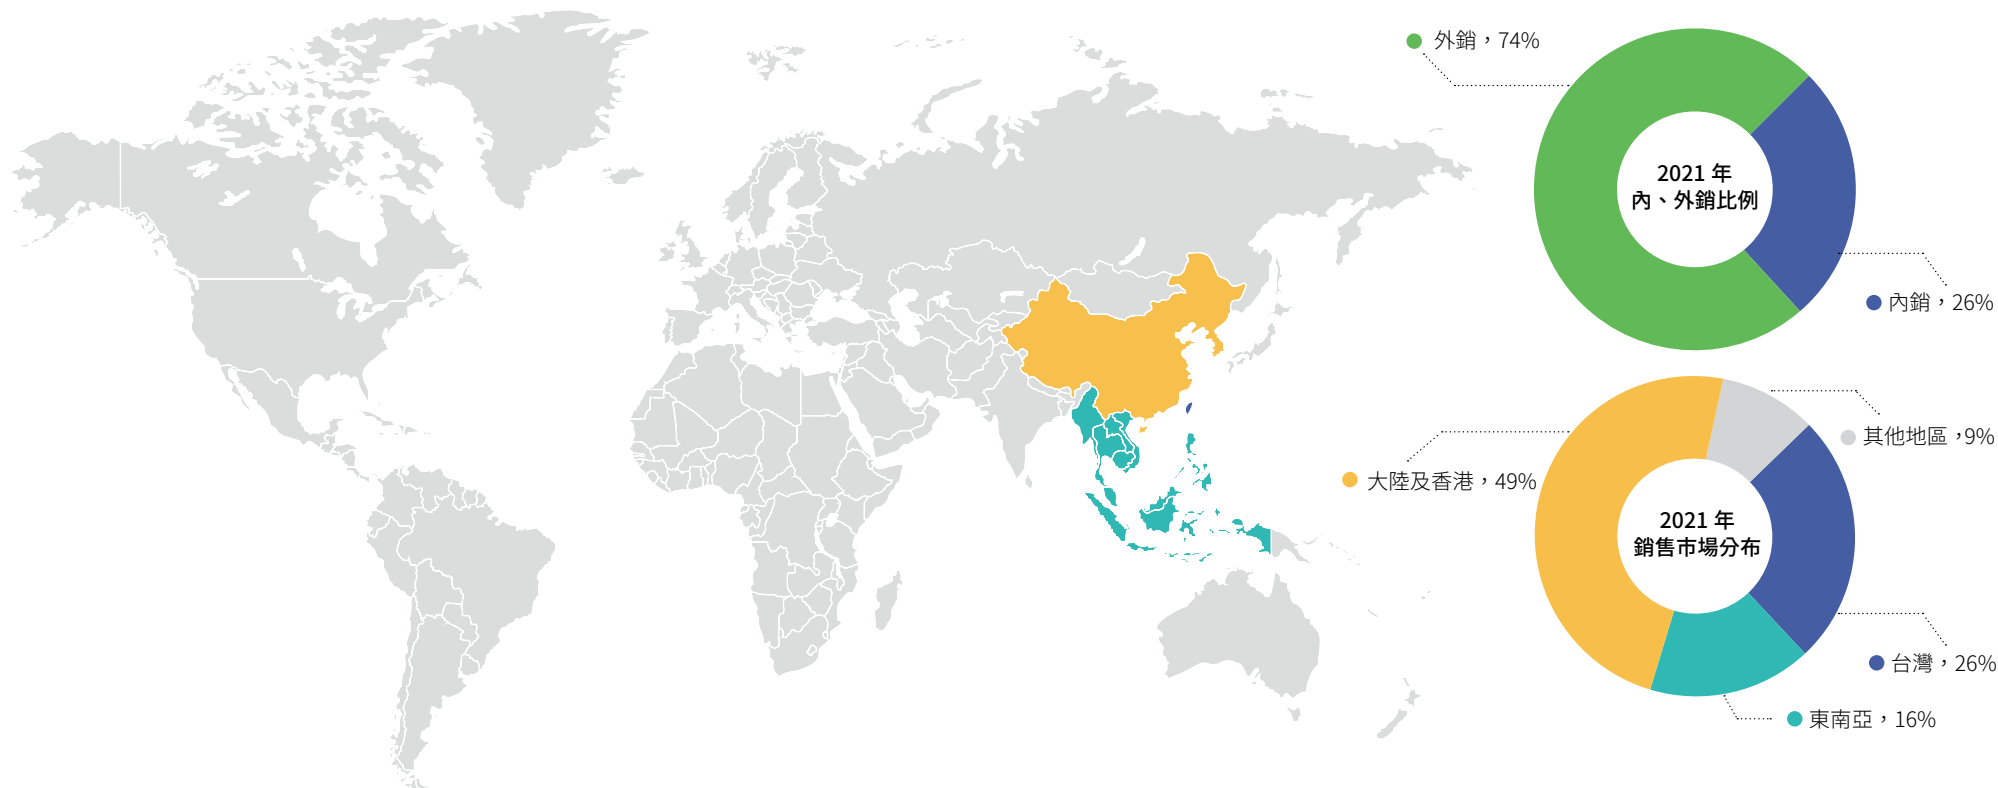 外銷，74%
2021 年
內、外銷比例
內銷，26%
其他地區，9%
大陸及香港，49%
2021 年
銷售市場分布
台灣，26%
東南亞，16%